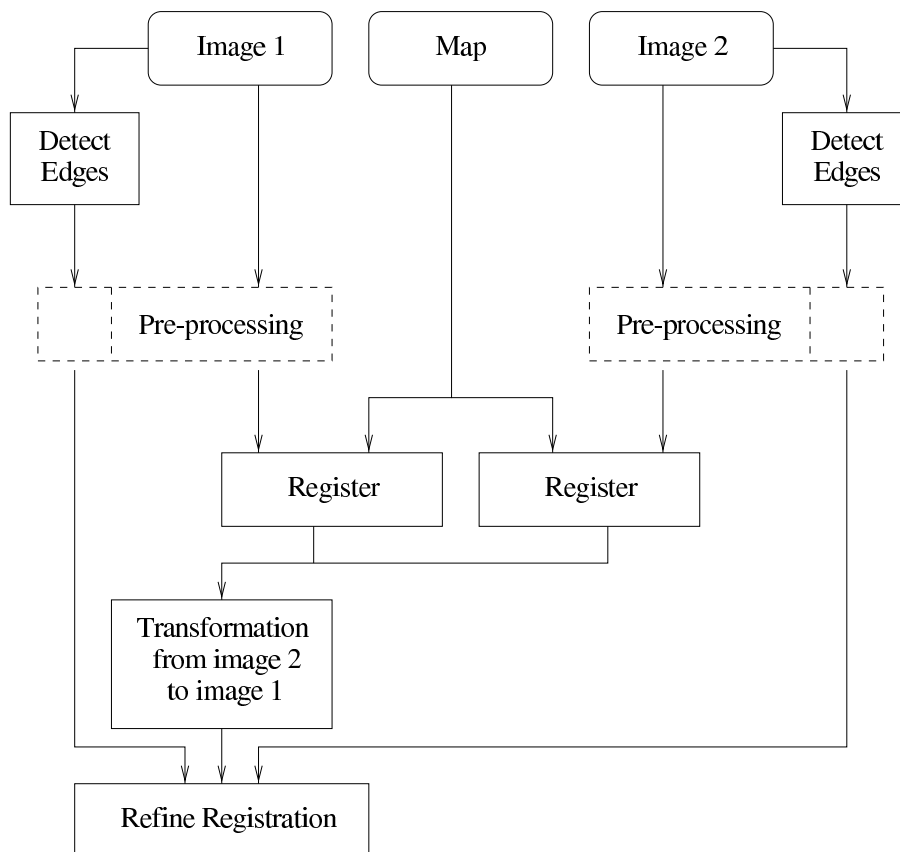 Image 1
Map
Image 2
Detect
Edges
Detect
Edges
Pre-processing
Pre-processing
Register
Register
Transformation
from image 2
to image 1
Refine Registration